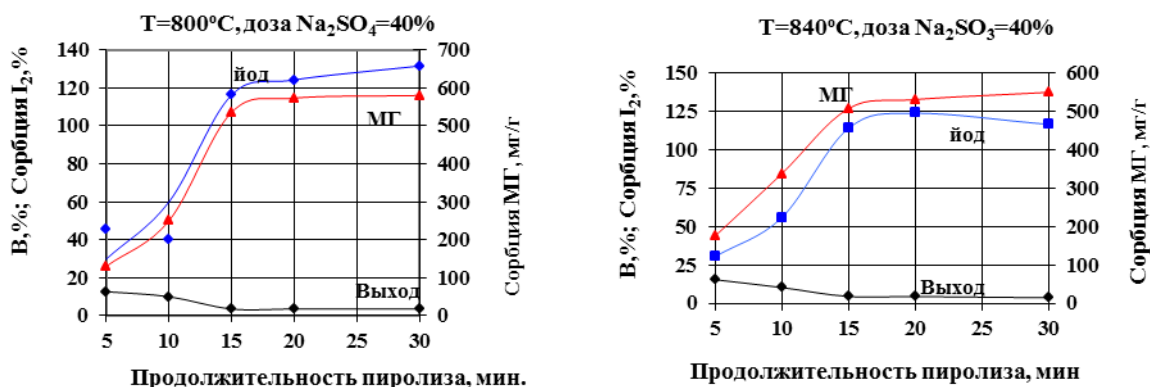 T=800ºC, доза Na₂SO₄=40%
В,%; Сорбция I₂,%
140
120
100
80
60
40
20
0
700
600
500
400
300
200
100
0
Сорбция МГ, мг/г
йод
МГ
Выход
5 10 15 20 25 30
Продолжительность пиролиза, мин.
T=840ºC, доза Na₂SO₃=40%
В,%; Сорбция I₂,%
150
125
100
75
50
25
0
600
500
400
300
200
100
0
Сорбция МГ, мг/г
МГ
йод
Выход
5 10 15 20 25 30
Продолжительность пиролиза, мин